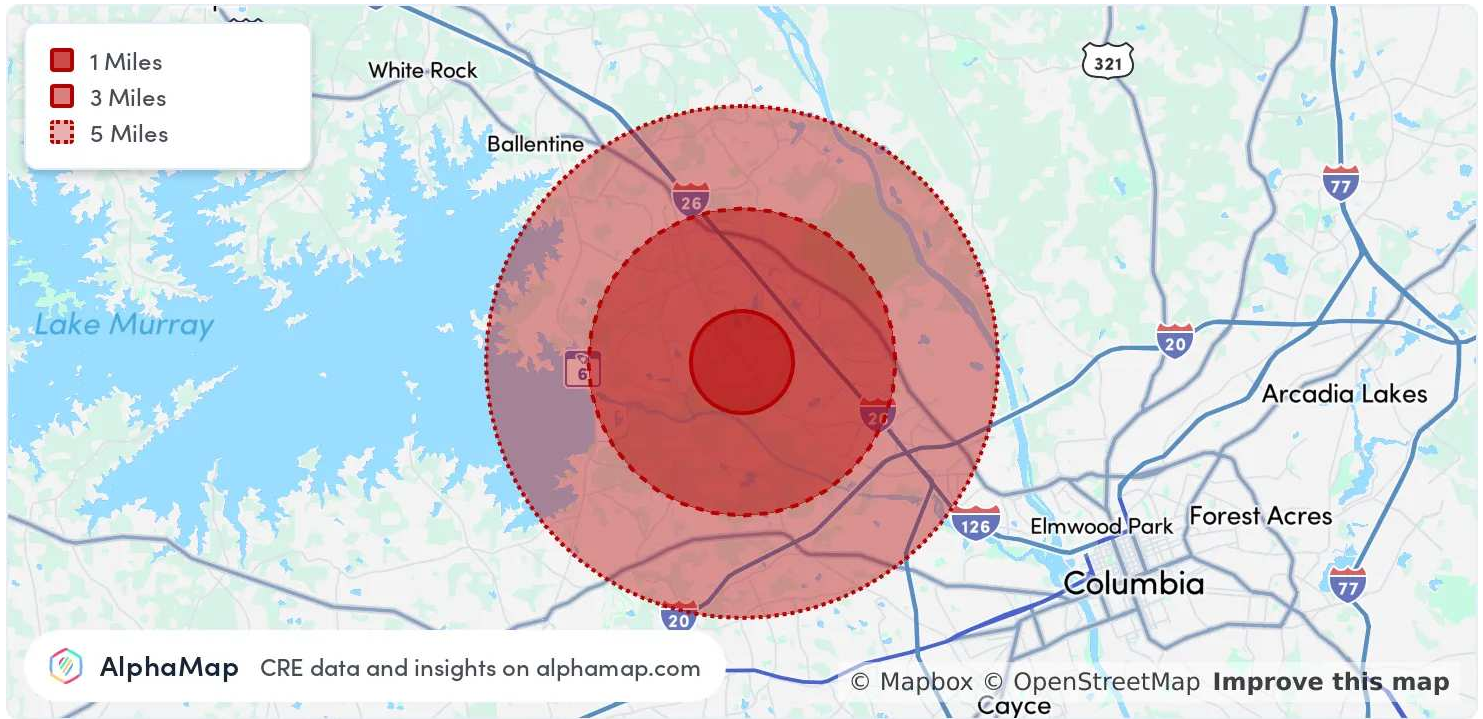 1 Miles
3 Miles
5 Miles
White Rock
321
Ballentine
77
26
Lake Murray
20
6
Arcadia Lakes
20
126
Elmwood Park
Forest Acres
Columbia
77
20
AlphaMap CRE data and insights on alphamap.com
© Mapbox © OpenStreetMap Improve this map
Cayce